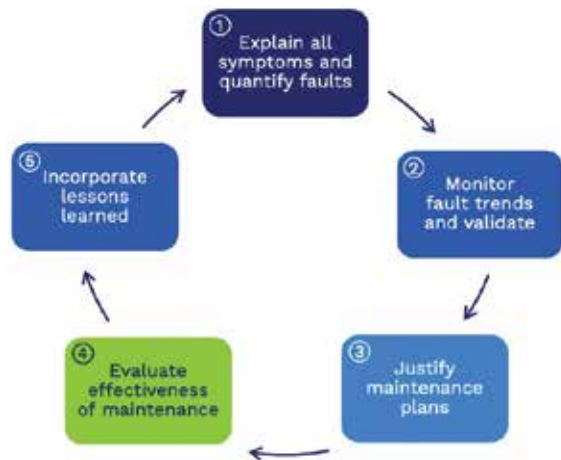 ①
Explain all
symptoms and
quantify faults
②
Monitor
fault trends
and validate
③
Justify
maintenance
plans
④
Evaluate
effectiveness
of maintenance
⑤
Incorporate
lessons
learned